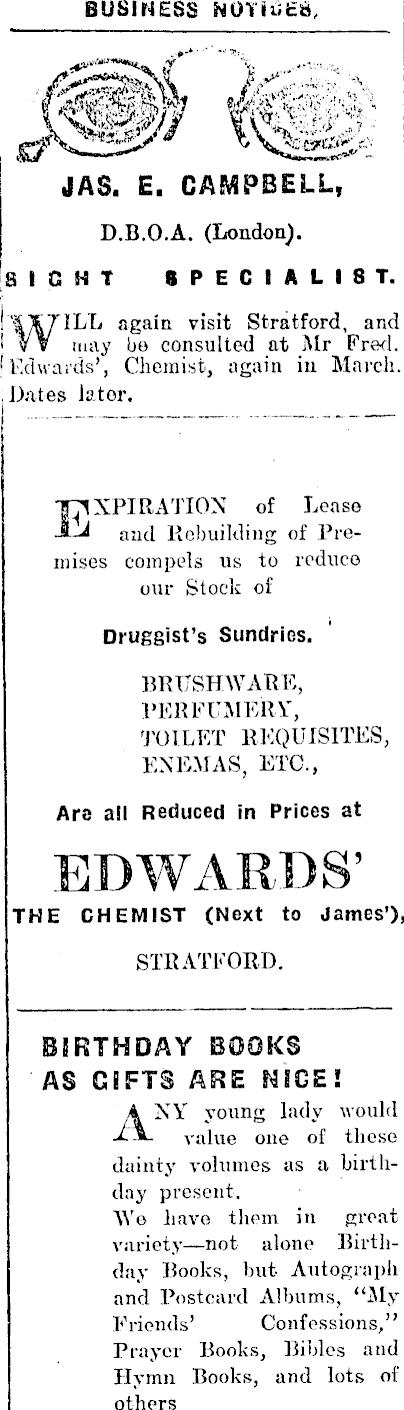 BUSINESS NOTICES.
JAS. E. CAMPBELL,
D.B.O.A. (London).
SIGHT SPECIALIST.
WILL again visit Stratford, and
may be consulted at Mr Fred.
Edwards', Chemist, again in March.
Dates later.
EXPIRATION of Lease
and Rebuilding of Pre-
mises compels us to reduce
our Stock of
Druggist's Sundries.
BRUSHWARE,
PERFUMERY,
TOILET REQUISITES,
ENEMAS, ETC.,
Are all Reduced in Prices at
EDWARDS'
THE CHEMIST (Next to James'),
STRATFORD.
BIRTHDAY BOOKS
AS GIFTS ARE NICE!
ANY young lady would
value one of these
dainty volumes as a birth-
day present.
We have them in great
variety—not alone Birth-
day Books, but Autograph
and Postcard Albums, "My
Friends' Confessions,"
Prayer Books, Bibles and
Hymn Books, and lots of
others